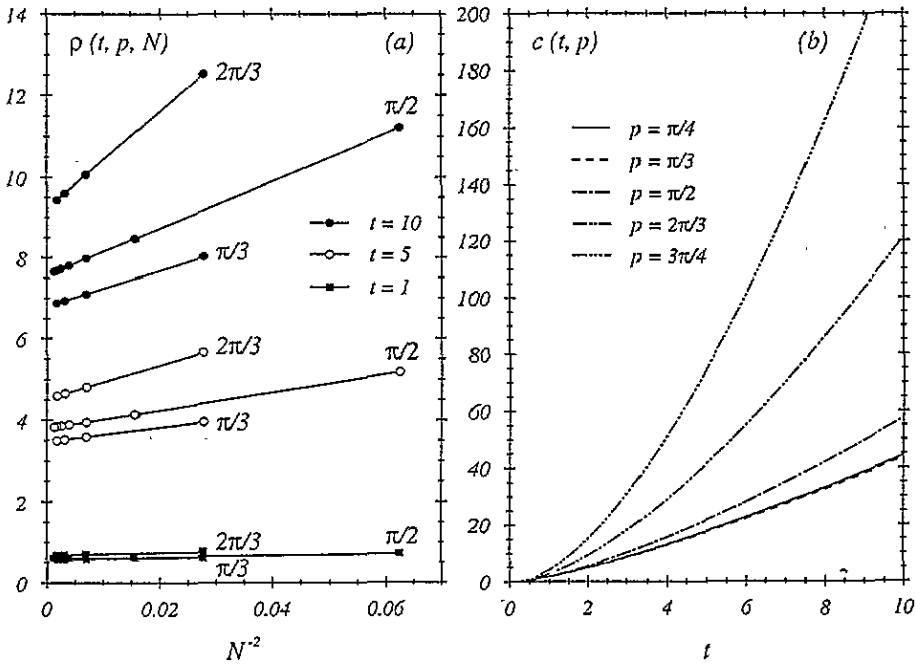 ρ (t, p, N)
(a)
14
12
10
8
6
4
2
0
2π/3
π/2
π/3
t = 10
t = 5
t = 1
2π/3
π/2
π/3
2π/3
π/2
π/3
0
0.02
0.04
0.06
N⁻²
c (t, p)
(b)
200
180
160
140
120
100
80
60
40
20
0
p = π/4
p = π/3
p = π/2
p = 2π/3
p = 3π/4
0
2
4
6
8
10
t